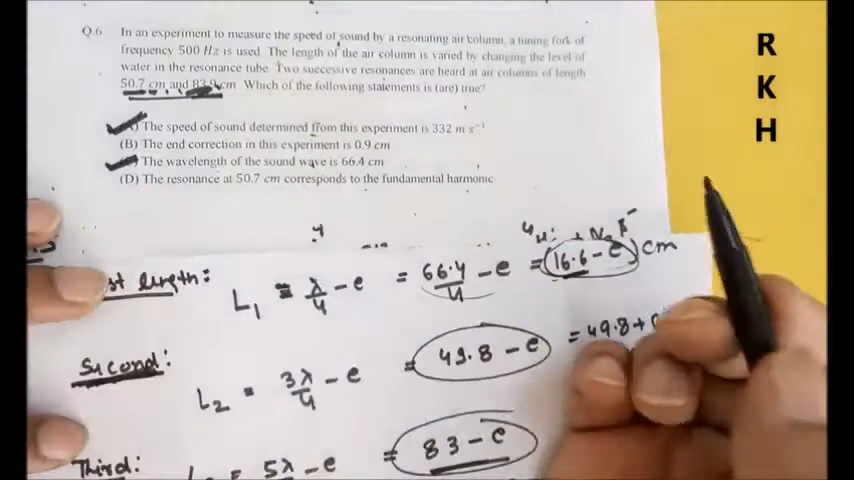 Q.6 In an experiment to measure the speed of sound by a resonating air column, a tuning fork of
frequency 500 Hz is used. The length of the air column is varied by changing the level of
water in the resonance tube. Two successive resonances are heard at air columns of length
50.7 cm and 83.9 cm. Which of the following statements is (are) true?
(A) The speed of sound determined from this experiment is 332 m s⁻¹
(B) The end correction in this experiment is 0.9 cm
(C) The wavelength of the sound wave is 66.4 cm
(D) The resonance at 50.7 cm corresponds to the fundamental harmonic
R
K
H
st length: L₁ = λ/4 - e = 66.4/4 - e = (16.6 - e) cm
Second: L₂ = 3λ/4 - e = 49.8 - e = 49.8 +
Third: = 5λ - e = 83 - e